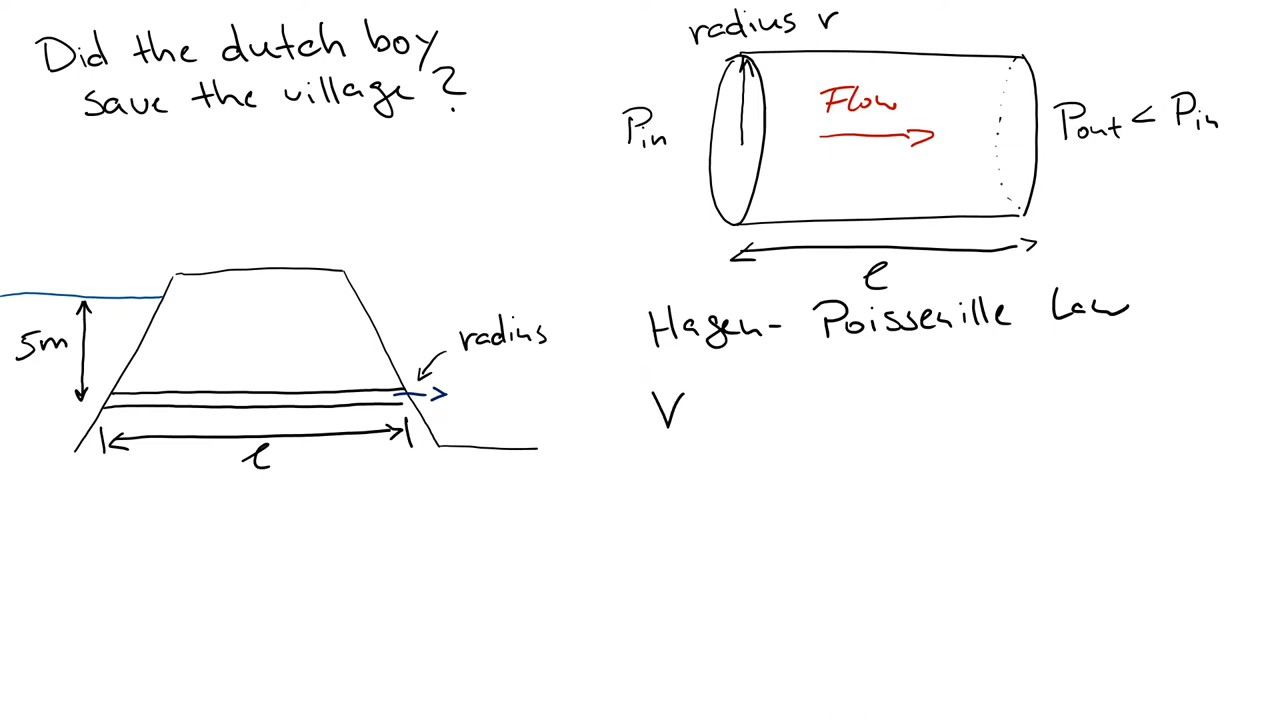 Did the dutch boy
save the village?
radius r
Flow
Pin
Pout < Pin
l
Hagen- Poisseuille Law
5m
radius
l
V